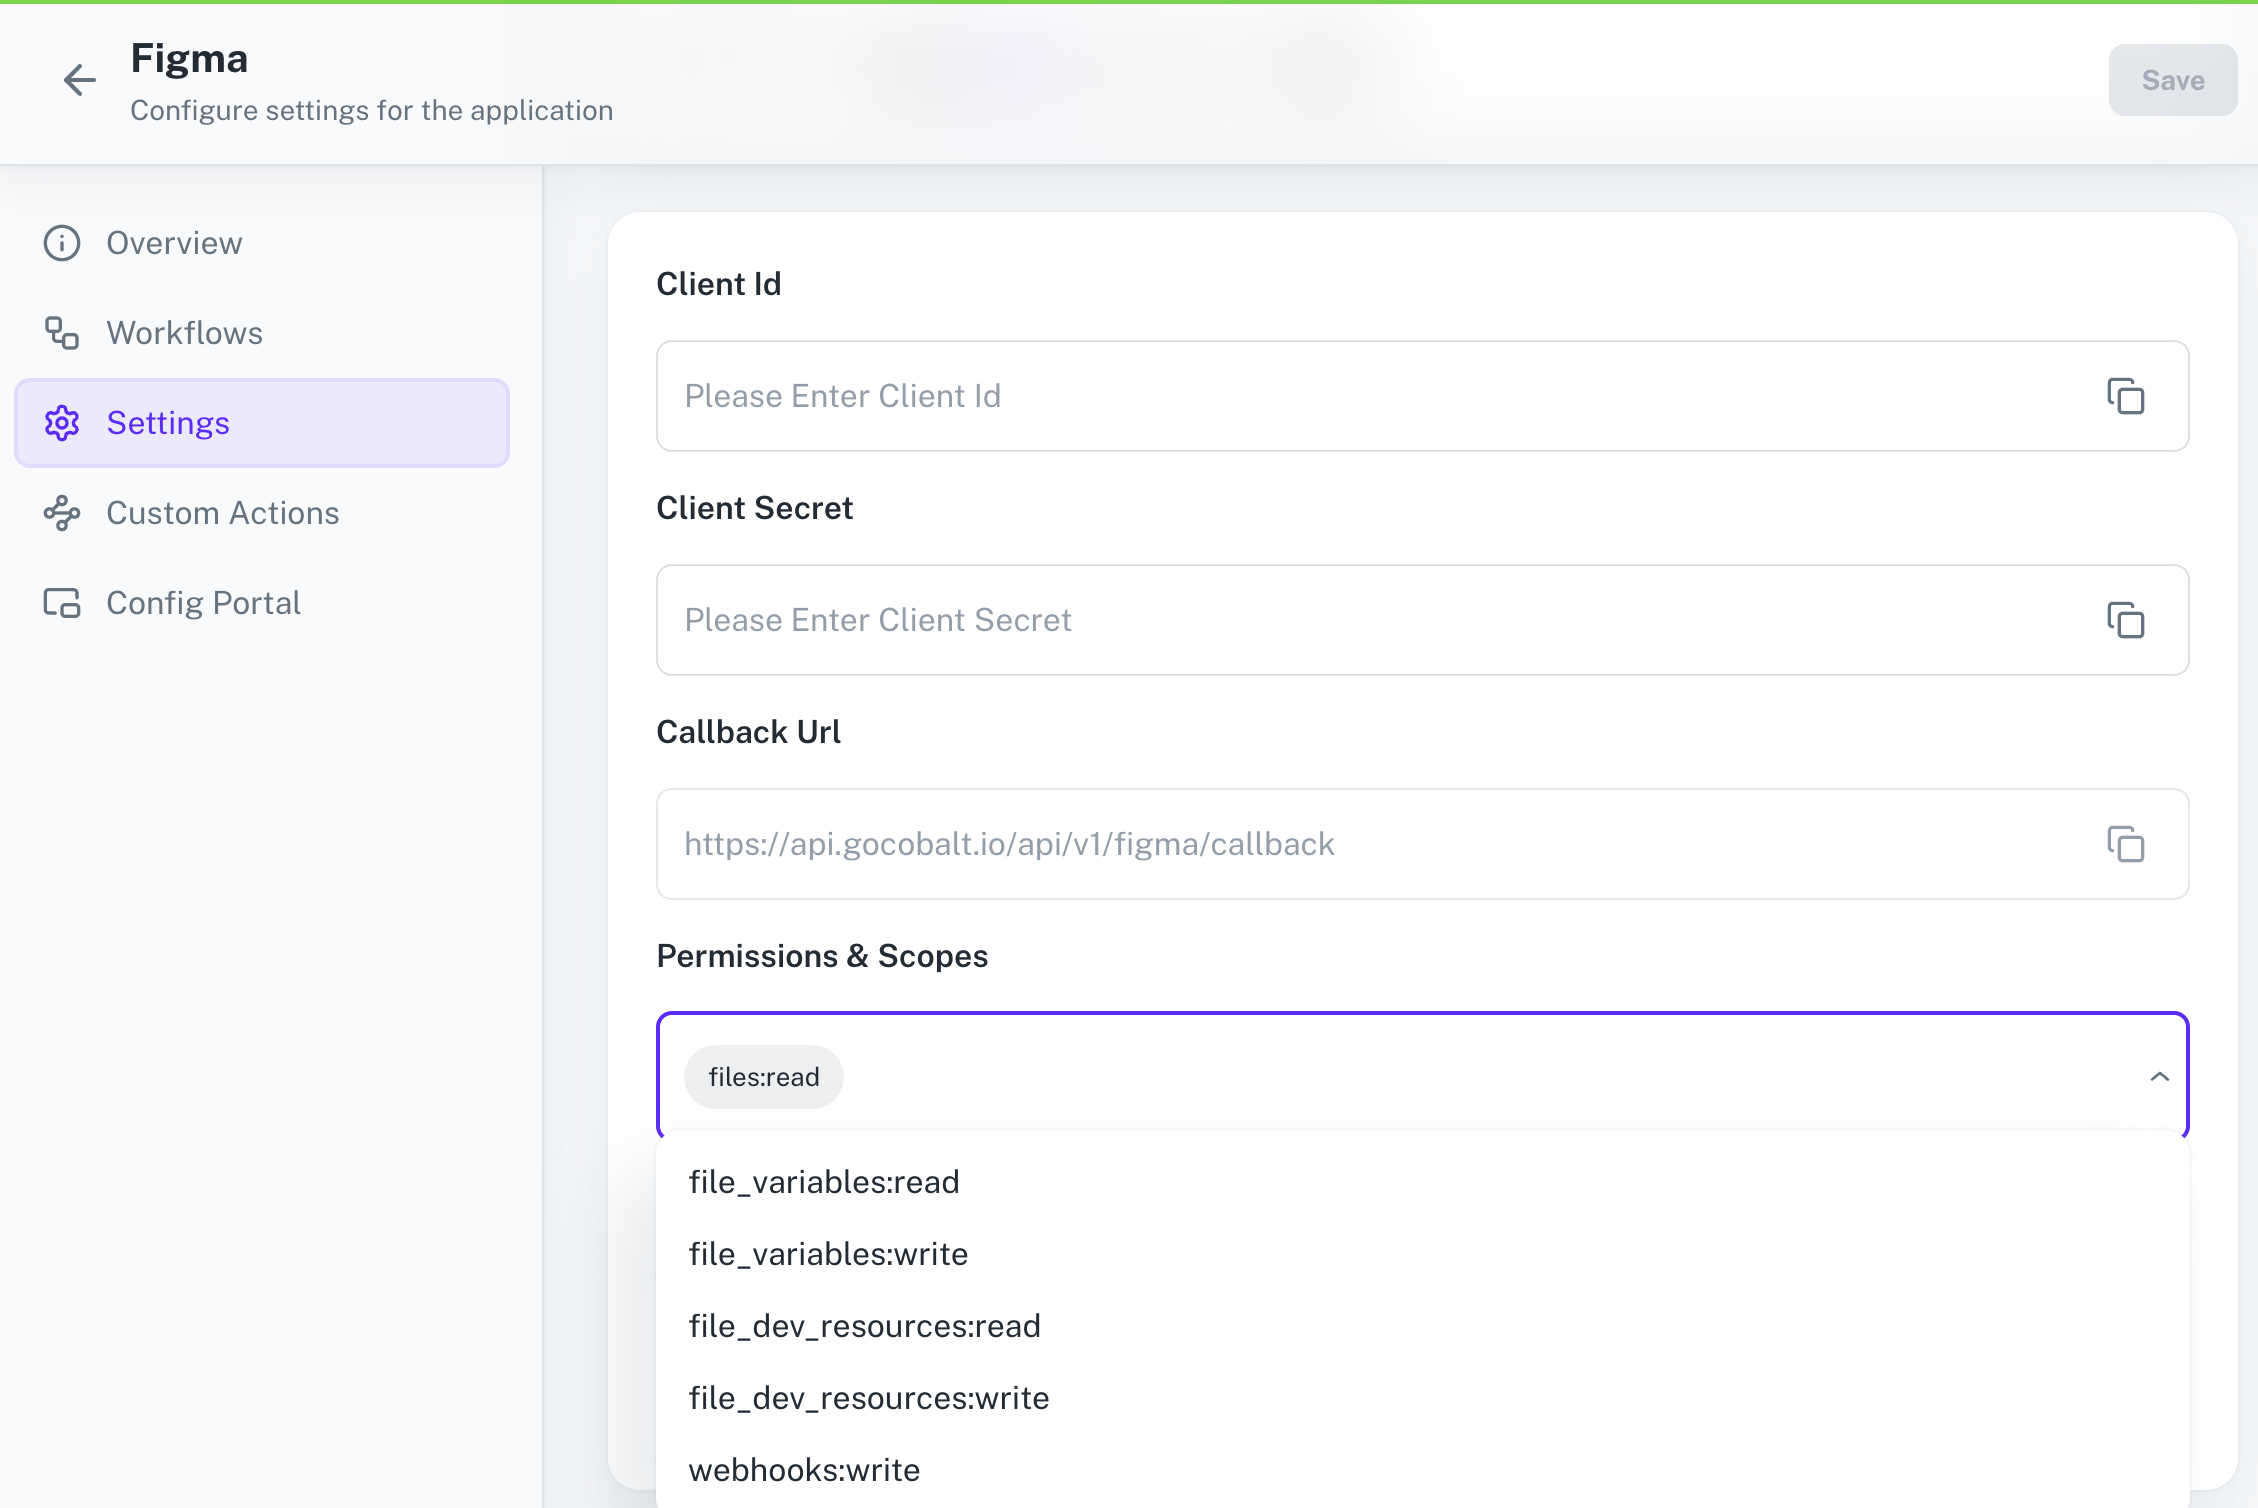 Figma
Configure settings for the application
Save
Overview
Workflows
Settings
Custom Actions
Config Portal
Client Id
Please Enter Client Id
Client Secret
Please Enter Client Secret
Callback Url
https://api.gocobalt.io/api/v1/figma/callback
Permissions & Scopes
files:read
file_variables:read
file_variables:write
file_dev_resources:read
file_dev_resources:write
webhooks:write